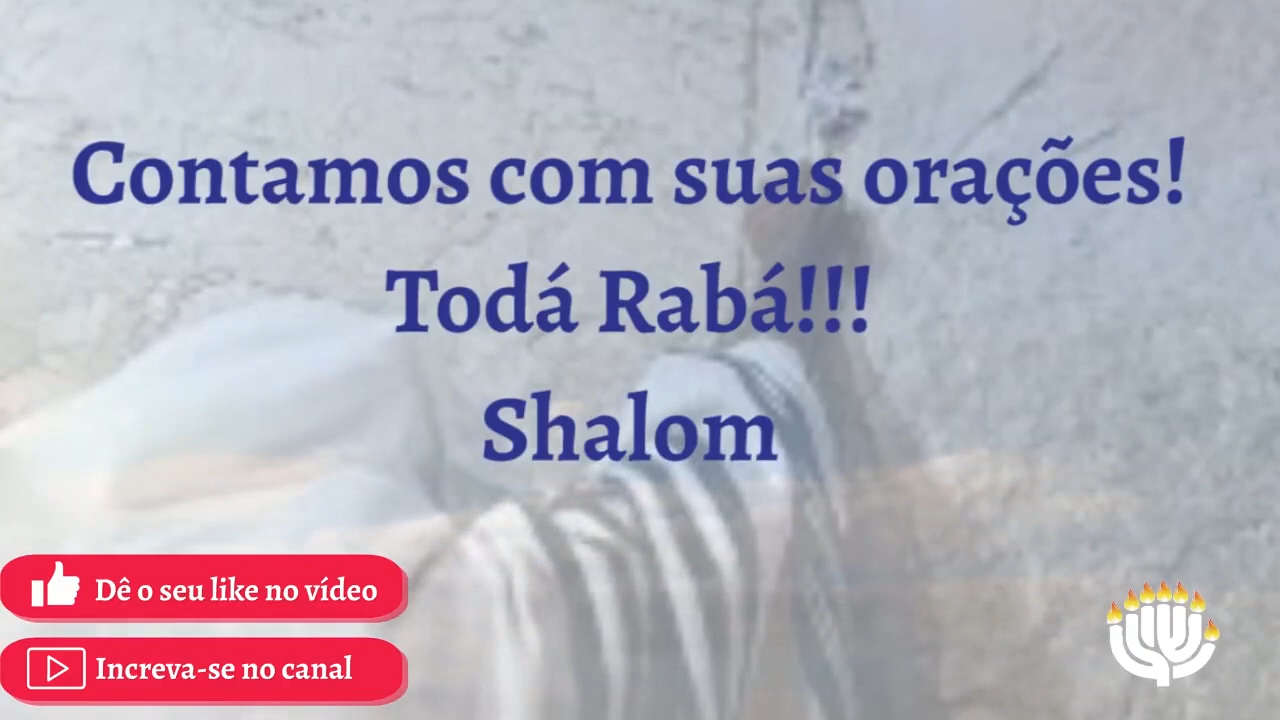 Contamos com suas orações!
Todá Rabá!!!
Shalom
Dê o seu like no vídeo
Increva-se no canal